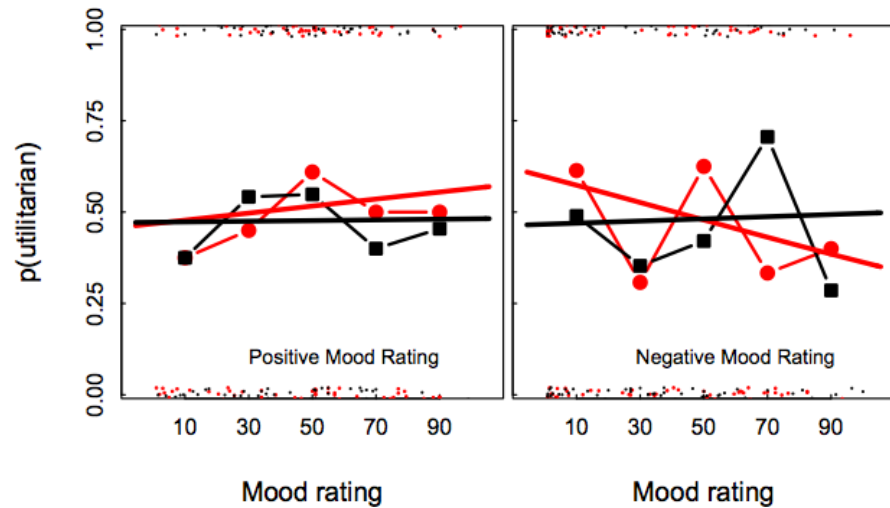 p(utilitarian)
1.00
0.75
0.50
0.25
0.00
Positive Mood Rating
Negative Mood Rating
10 30 50 70 90
10 30 50 70 90
Mood rating
Mood rating